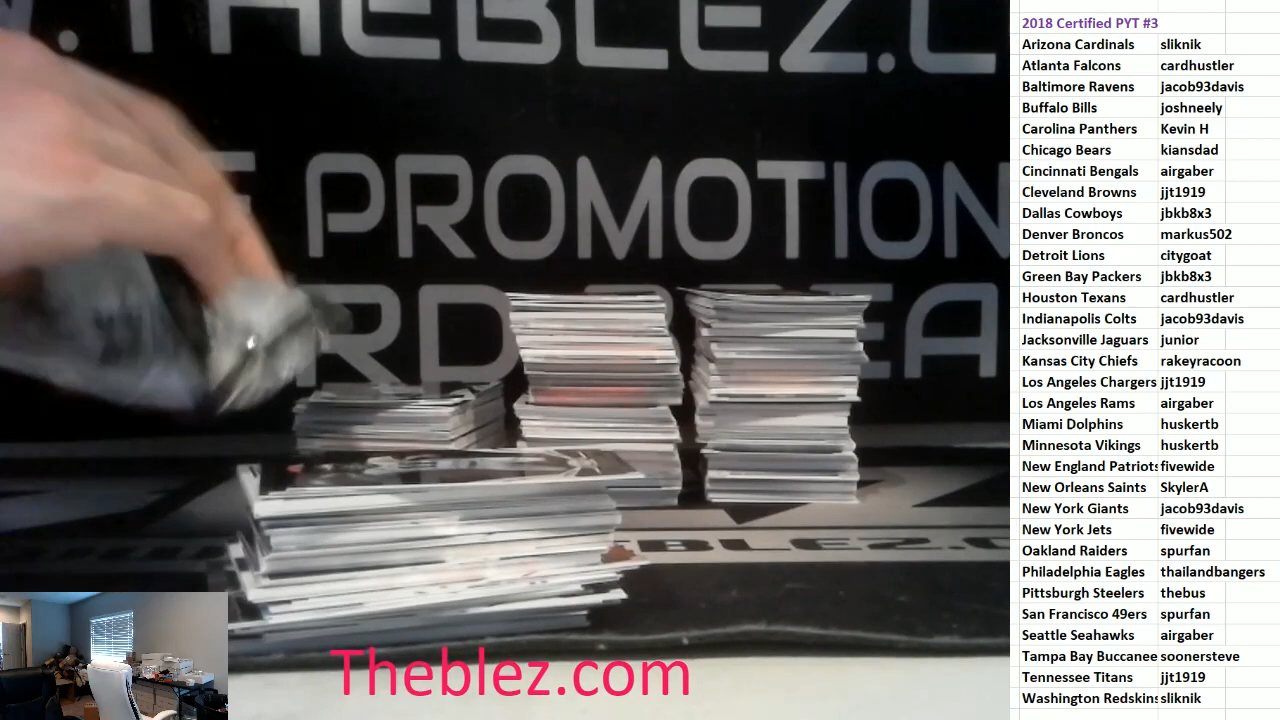 .THEBLEZ.C
PROMOTION
RD REA
EBLEZ.C
Theblez.com
2018 Certified PYT #3
Arizona Cardinals sliknik
Atlanta Falcons cardhustler
Baltimore Ravens jacob93davis
Buffalo Bills joshneely
Carolina Panthers Kevin H
Chicago Bears kiansdad
Cincinnati Bengals airgaber
Cleveland Browns jjt1919
Dallas Cowboys jbkb8x3
Denver Broncos markus502
Detroit Lions citygoat
Green Bay Packers jbkb8x3
Houston Texans cardhustler
Indianapolis Colts jacob93davis
Jacksonville Jaguars junior
Kansas City Chiefs rakeyracoon
Los Angeles Chargers jjt1919
Los Angeles Rams airgaber
Miami Dolphins huskertb
Minnesota Vikings huskertb
New England Patriots fivewide
New Orleans Saints SkylerA
New York Giants jacob93davis
New York Jets fivewide
Oakland Raiders spurfan
Philadelphia Eagles thailandbangers
Pittsburgh Steelers thebus
San Francisco 49ers spurfan
Seattle Seahawks airgaber
Tampa Bay Buccanee soonersteve
Tennessee Titans jjt1919
Washington Redskins sliknik